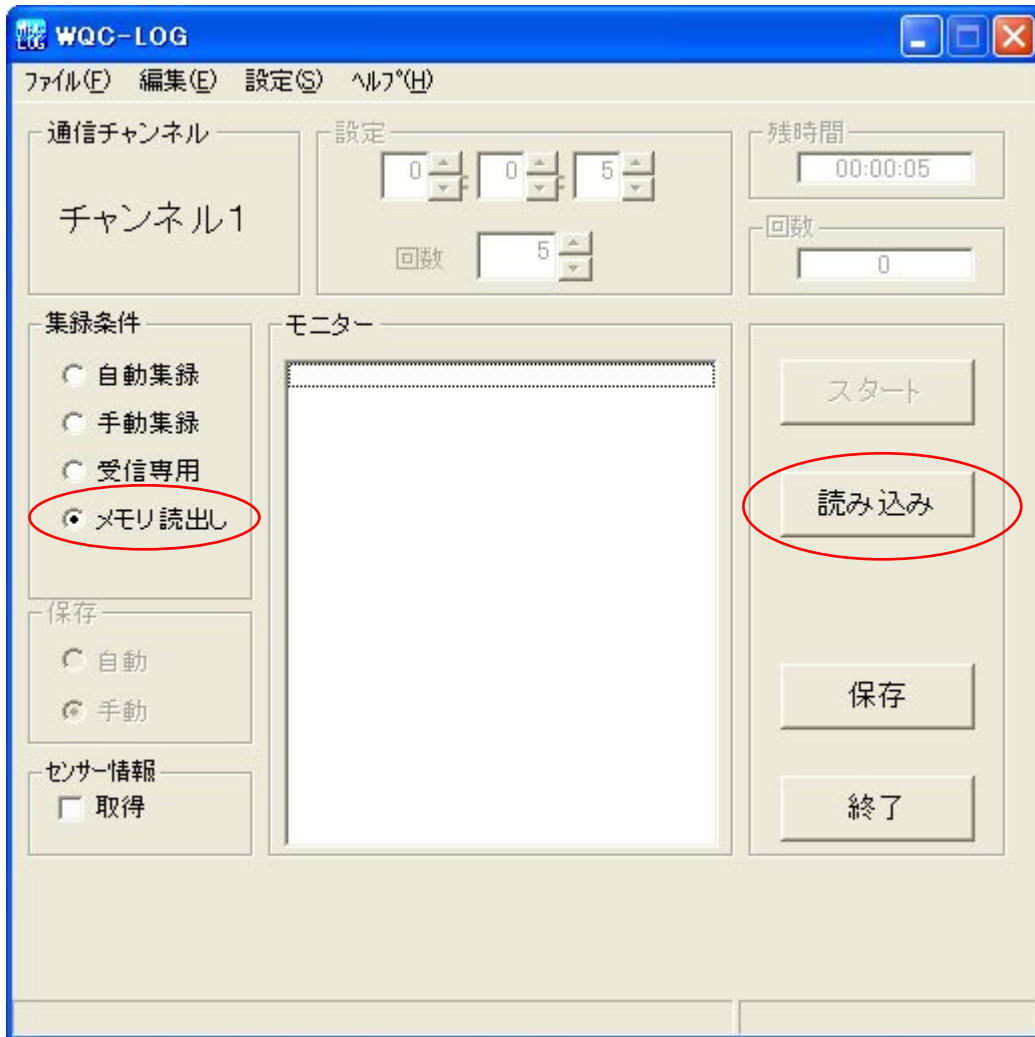 WQC-LOG
ファイル(F) 編集(E) 設定(S) ヘルプ(H)
通信チャンネル
チャンネル1
設定
0 : 0 : 5
回数 5
残時間
00:00:05
回数
0
集録条件
自動集録
手動集録
受信専用
メモリ読出し
モニター
スタート
読み込み
保存
自動
手動
保存
センサー情報
取得
終了